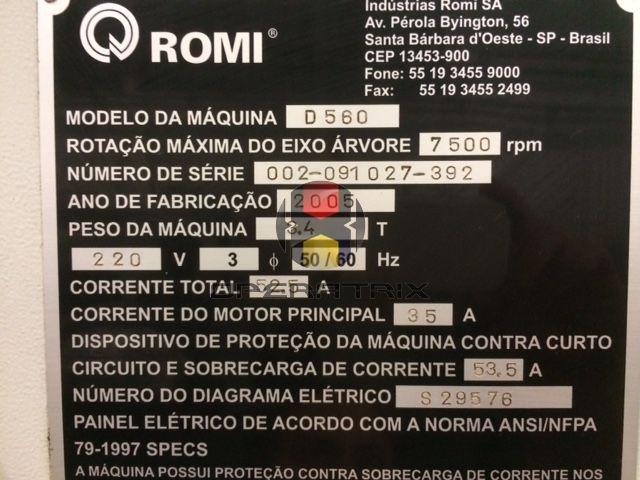 Indústrias Romi SA
Av. Pérola Byington, 56
Santa Bárbara d'Oeste - SP - Brasil
CEP 13453-900
Fone: 55 19 3455 9000
Fax: 55 19 3455 2499
ROMI®
MODELO DA MÁQUINA D560
ROTAÇÃO MÁXIMA DO EIXO ÁRVORE 7500 rpm
NÚMERO DE SÉRIE 002-091027-392
ANO DE FABRICAÇÃO 2005
PESO DA MÁQUINA T
220 V 3 ɸ 50/60 Hz
CORRENTE TOTAL A
OPERATRIX
CORRENTE DO MOTOR PRINCIPAL 35 A
DISPOSITIVO DE PROTEÇÃO DA MÁQUINA CONTRA CURTO
CIRCUITO E SOBRECARGA DE CORRENTE 53.5 A
NÚMERO DO DIAGRAMA ELÉTRICO S29576
PAINEL ELÉTRICO DE ACORDO COM A NORMA ANSI/NFPA
79-1997 SPECS
A MÁQUINA POSSUI PROTEÇÃO CONTRA SOBRECARGA DE CORRENTE NOS